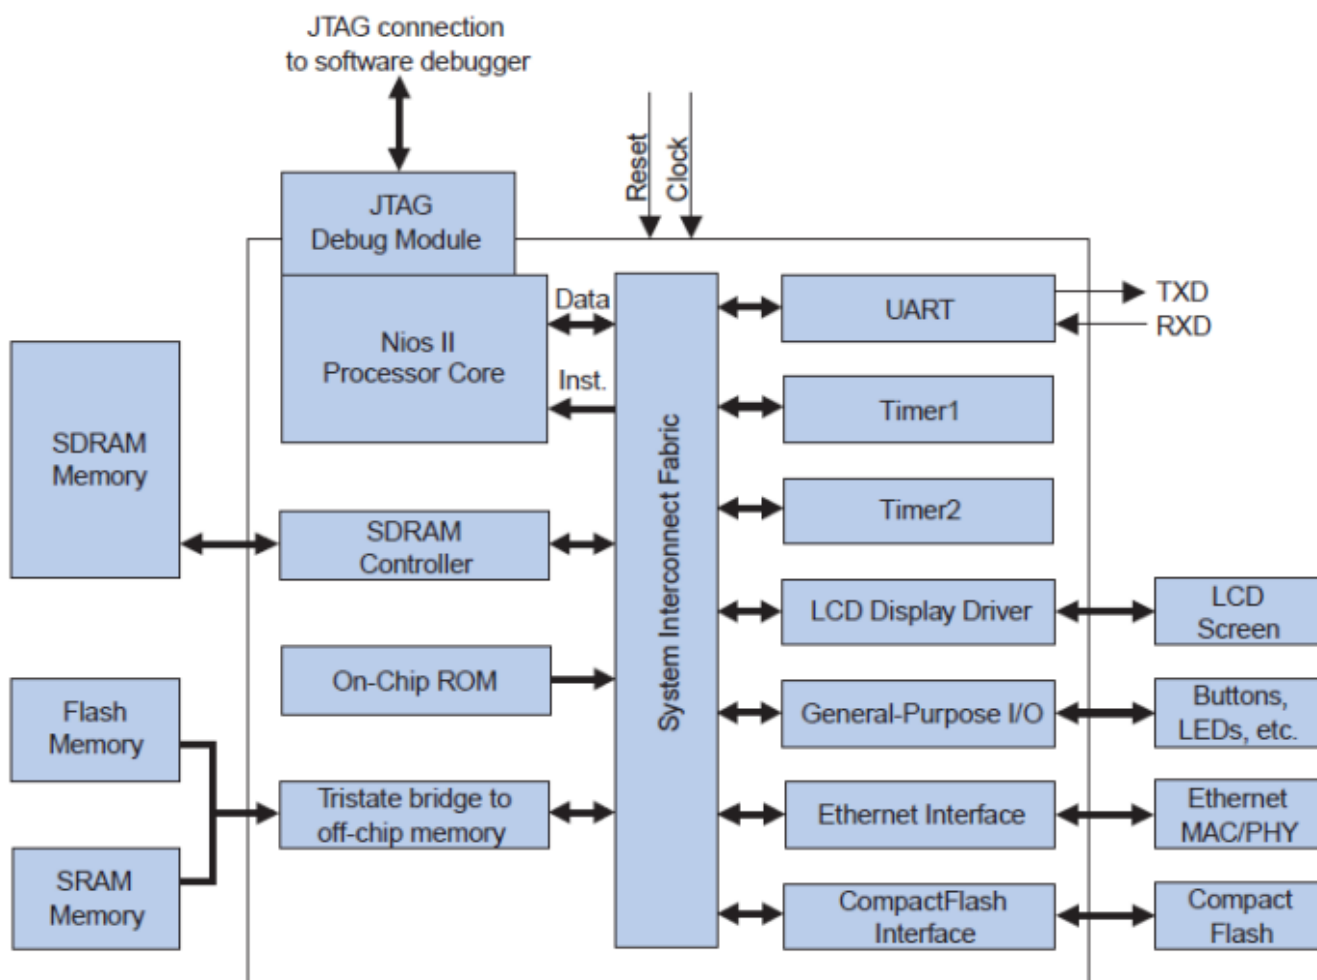 JTAG connection
to software debugger
Reset
Clock
JTAG
Debug Module
Nios II
Processor Core
Data
Inst.
System Interconnect Fabric
UART
TXD
RXD
Timer1
Timer2
SDRAM
Memory
SDRAM
Controller
LCD Display Driver
LCD
Screen
On-Chip ROM
General-Purpose I/O
Buttons,
LEDs, etc.
Flash
Memory
Tristate bridge to
off-chip memory
Ethernet Interface
Ethernet
MAC/PHY
SRAM
Memory
CompactFlash
Interface
Compact
Flash